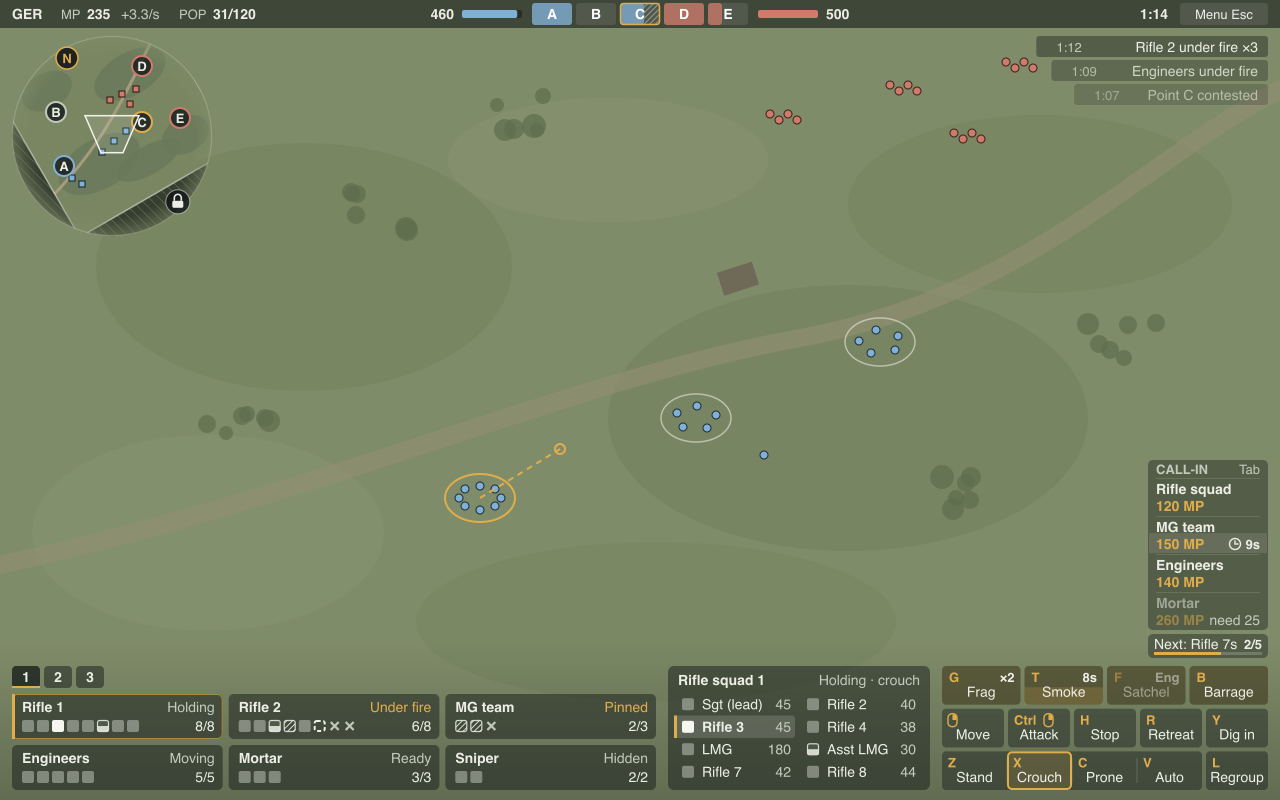 GER MP 235 +3.3/s POP 31/120 460 A B C D E 500 1:14 Menu Esc
1:12 Rifle 2 under fire ×3
1:09 Engineers under fire
1:07 Point C contested
N
D
B
C
E
A
CALL-IN Tab
Rifle squad
120 MP
MG team
150 MP 9s
Engineers
140 MP
Mortar
260 MP need 25
Next: Rifle 7s 2/5
1 2 3
Rifle 1 Holding
8/8
Rifle 2 Under fire
6/8
MG team Pinned
2/3
Engineers Moving
5/5
Mortar Ready
3/3
Sniper Hidden
2/2
Rifle squad 1 Holding · crouch
Sgt (lead) 45 Rifle 2 40
Rifle 3 45 Rifle 4 38
LMG 180 Asst LMG 30
Rifle 7 42 Rifle 8 44
G ×2 T 8s F Eng B
Frag Smoke Satchel Barrage
Ctrl H R Y
Move Attack Stop Retreat Dig in
Z X C V L
Stand Crouch Prone Auto Regroup